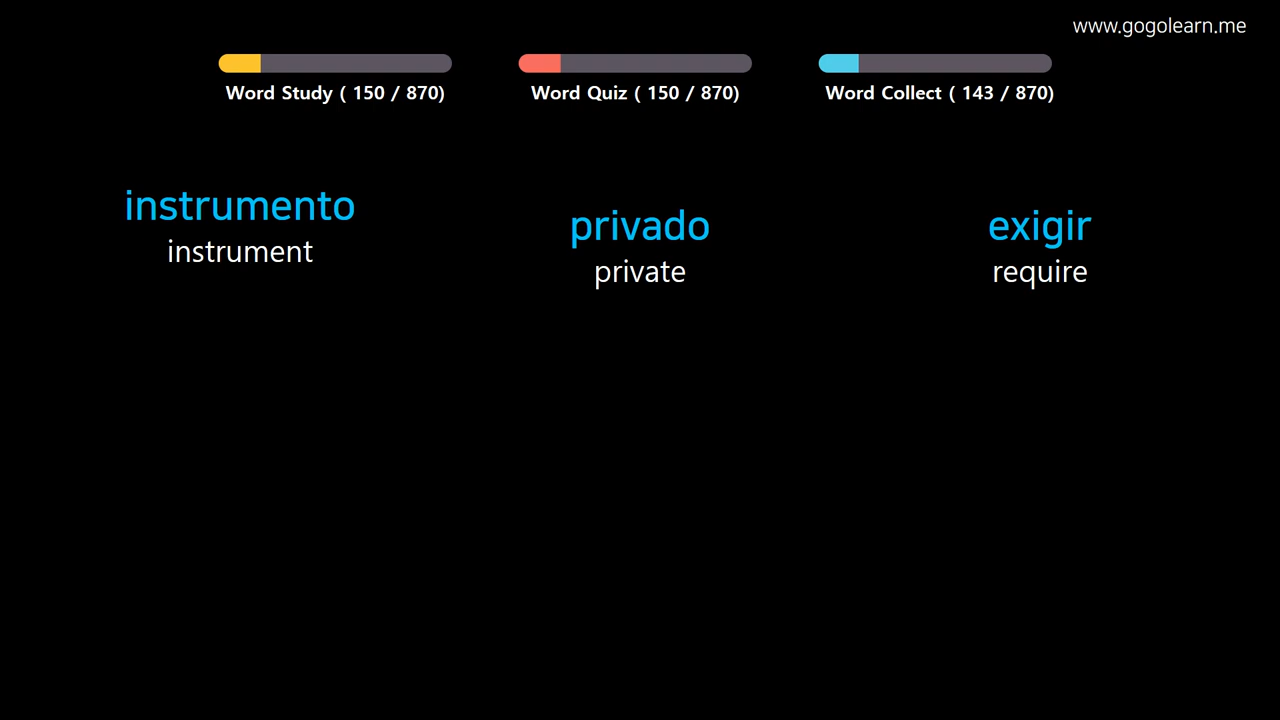 www.gogolearn.me
Word Study ( 150 / 870)
Word Quiz ( 150 / 870)
Word Collect ( 143 / 870)
instrumento
instrument
privado
private
exigir
require